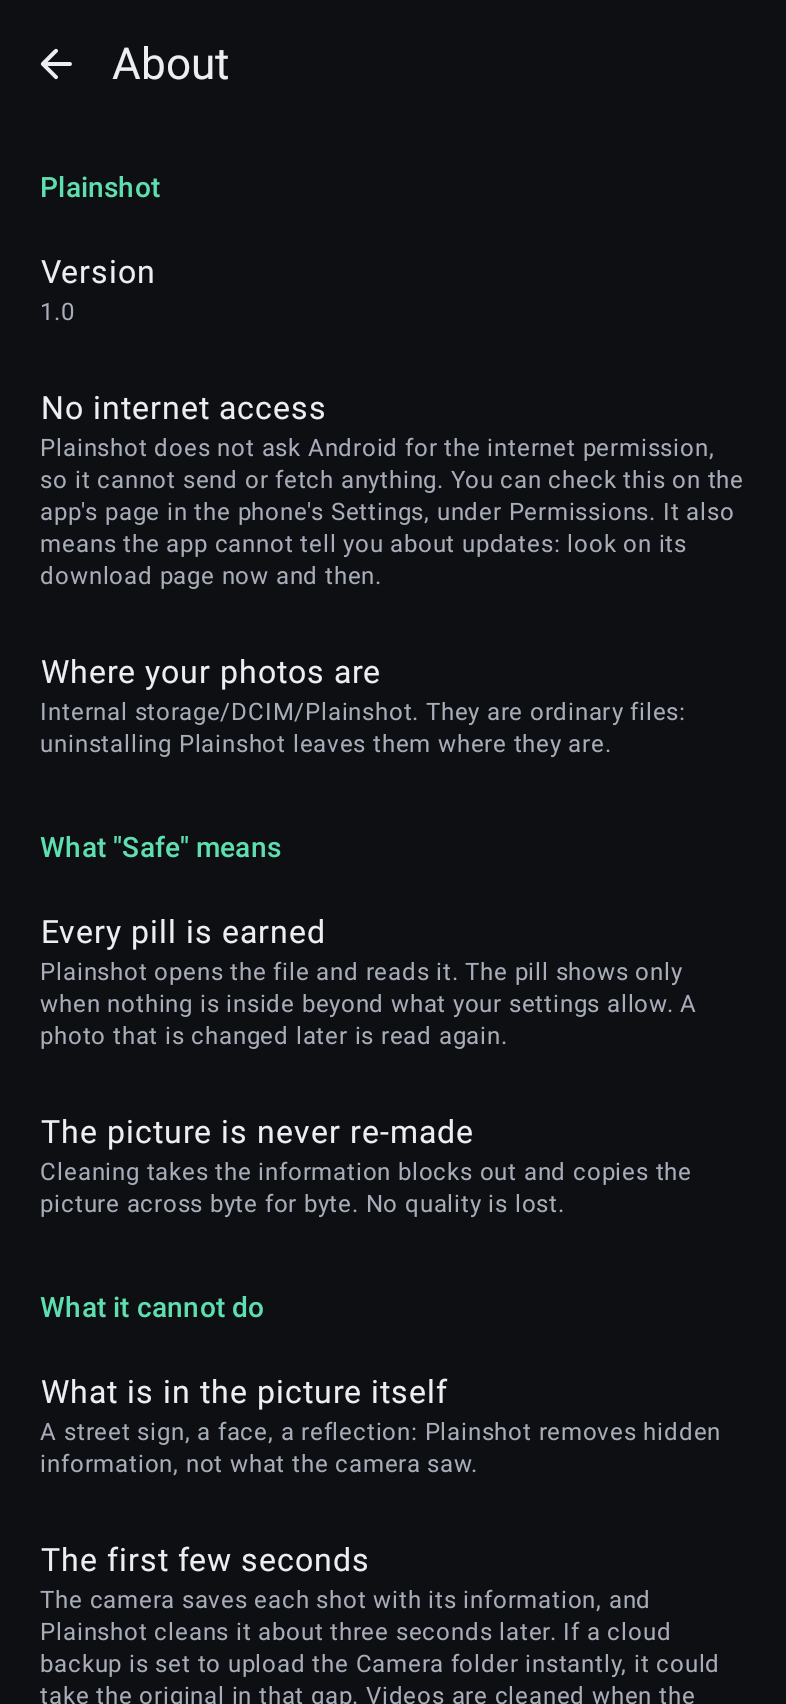 About
Plainshot
Version
1.0
No internet access
Plainshot does not ask Android for the internet permission,
so it cannot send or fetch anything. You can check this on the
app's page in the phone's Settings, under Permissions. It also
means the app cannot tell you about updates: look on its
download page now and then.
Where your photos are
Internal storage/DCIM/Plainshot. They are ordinary files:
uninstalling Plainshot leaves them where they are.
What "Safe" means
Every pill is earned
Plainshot opens the file and reads it. The pill shows only
when nothing is inside beyond what your settings allow. A
photo that is changed later is read again.
The picture is never re-made
Cleaning takes the information blocks out and copies the
picture across byte for byte. No quality is lost.
What it cannot do
What is in the picture itself
A street sign, a face, a reflection: Plainshot removes hidden
information, not what the camera saw.
The first few seconds
The camera saves each shot with its information, and
Plainshot cleans it about three seconds later. If a cloud
backup is set to upload the Camera folder instantly, it could
take the original in that gap. Videos are cleaned when the